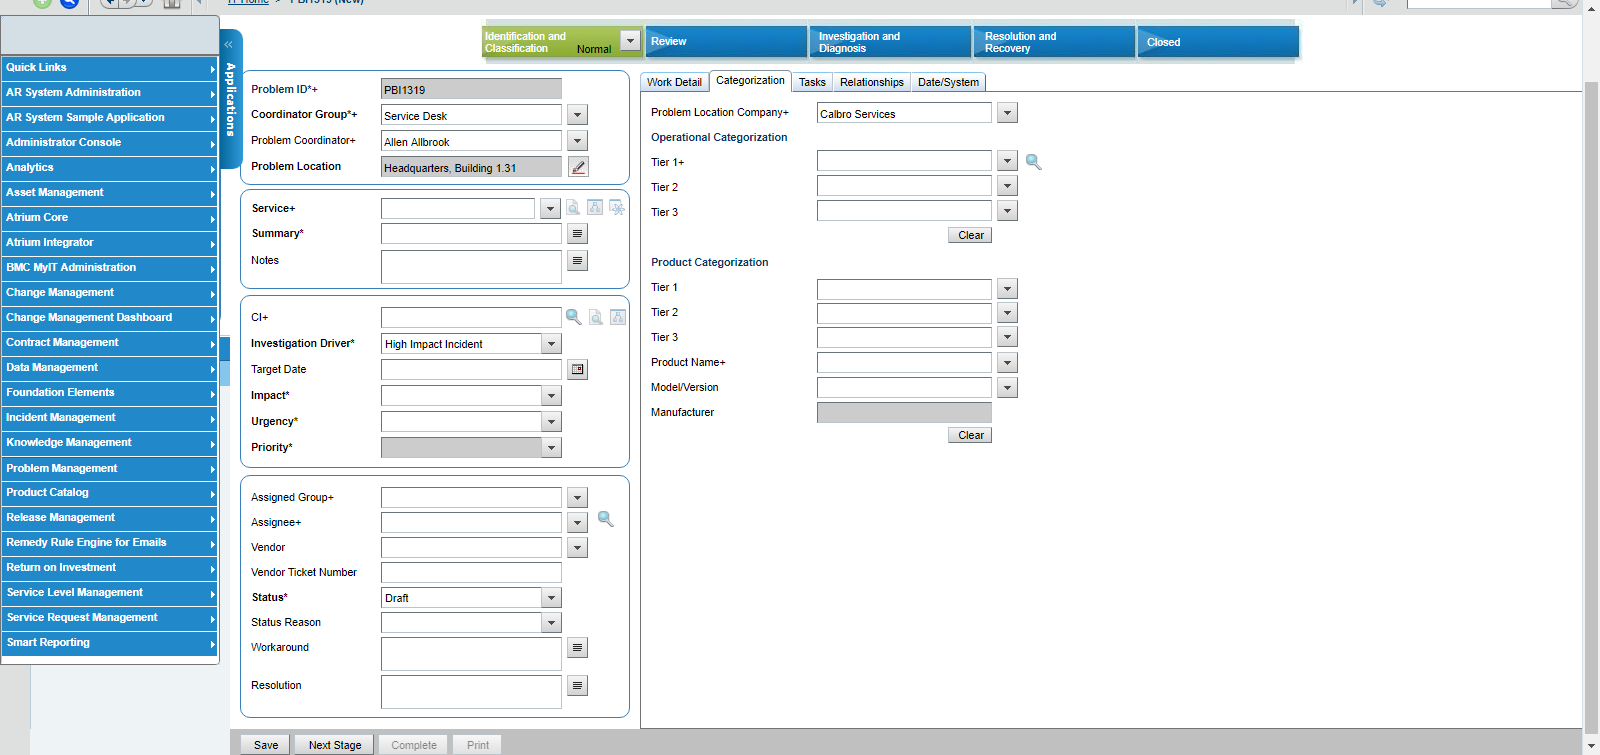 IT Home > PBI1319 (New)
Applications
Quick Links
AR System Administration
AR System Sample Application
Administrator Console
Analytics
Asset Management
Atrium Core
Atrium Integrator
BMC MyIT Administration
Change Management
Change Management Dashboard
Contract Management
Data Management
Foundation Elements
Incident Management
Knowledge Management
Problem Management
Product Catalog
Release Management
Remedy Rule Engine for Emails
Return on Investment
Service Level Management
Service Request Management
Smart Reporting
Identification and
Classification Normal
Review
Investigation and
Diagnosis
Resolution and
Recovery
Closed
Problem ID*+ PBI1319
Coordinator Group*+ Service Desk
Problem Coordinator+ Allen Allbrook
Problem Location Headquarters, Building 1.31
Service+
Summary*
Notes
CI+
Investigation Driver* High Impact Incident
Target Date
Impact*
Urgency*
Priority*
Assigned Group+
Assignee+
Vendor
Vendor Ticket Number
Status* Draft
Status Reason
Workaround
Resolution
Work Detail Categorization Tasks Relationships Date/System
Problem Location Company+ Calbro Services
Operational Categorization
Tier 1+
Tier 2
Tier 3
Clear
Product Categorization
Tier 1
Tier 2
Tier 3
Product Name+
Model/Version
Manufacturer
Clear
Save Next Stage Complete Print